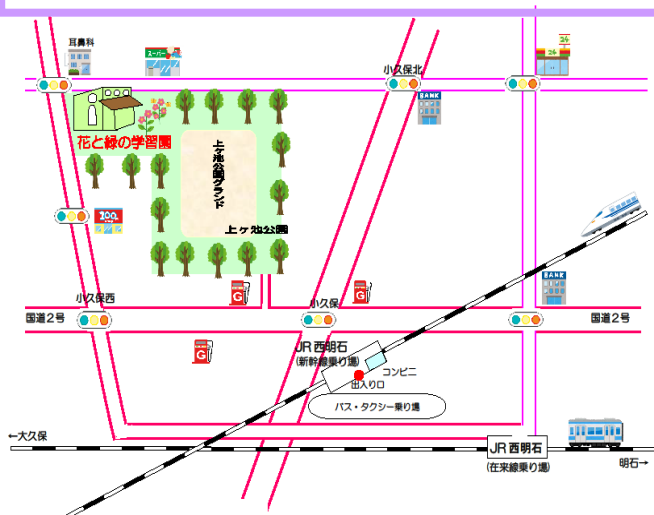 耳鼻科
スーパー
24
24
小久保北
BANK
花と緑の学習園
上ヶ池公園グランド
100
上ヶ池公園
BANK
小久保西
国道2号
G
小久保
G
国道2号
G
JR 西明石
(新幹線乗り場)
コンビニ
出入り口
バス・タクシー乗り場
←大久保
JR 西明石
(在来線乗り場)
明石→